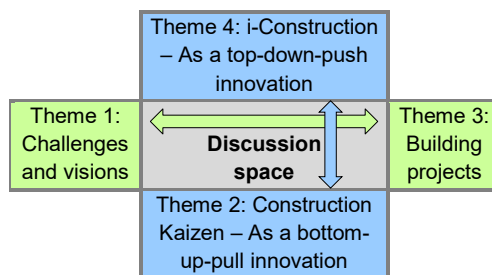 Theme 4: i-Construction
– As a top-down-push
innovation
Theme 1:
Challenges
and visions
Discussion
space
Theme 3:
Building
projects
Theme 2: Construction
Kaizen – As a bottom-
up-pull innovation